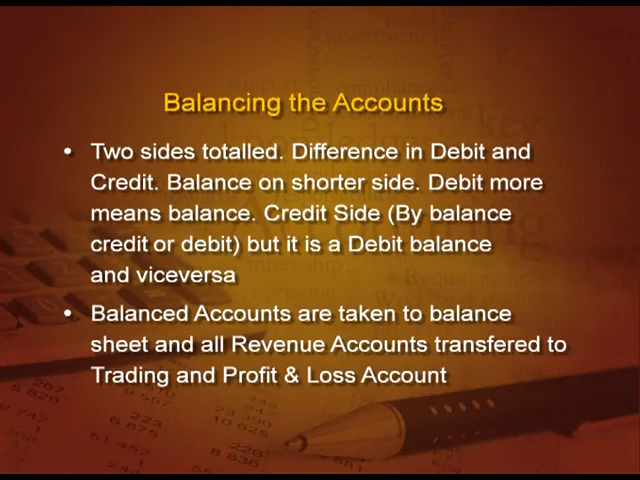 Balancing the Accounts
• Two sides totalled. Difference in Debit and
Credit. Balance on shorter side. Debit more
means balance. Credit Side (By balance
credit or debit) but it is a Debit balance
and viceversa
• Balanced Accounts are taken to balance
sheet and all Revenue Accounts transfered to
Trading and Profit & Loss Account